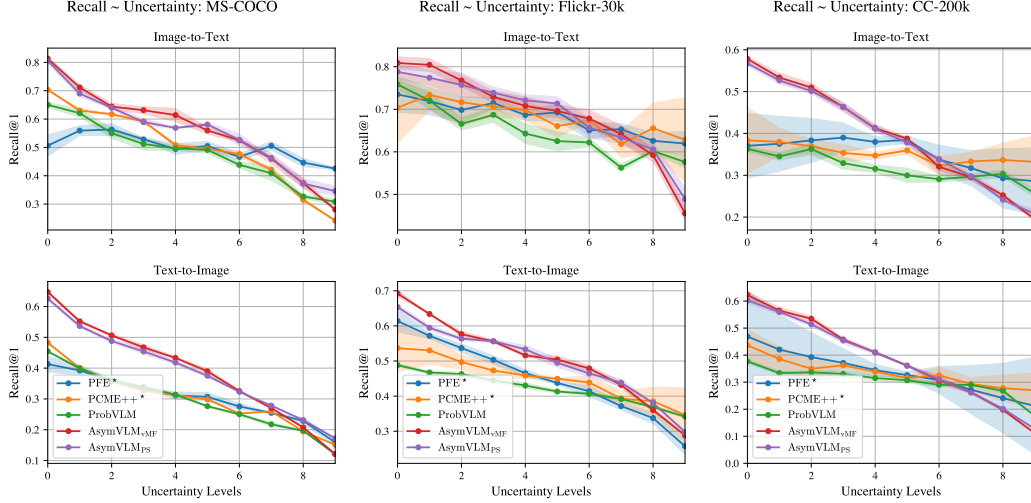 Recall ~ Uncertainty: MS-COCO
Recall ~ Uncertainty: Flickr-30k
Recall ~ Uncertainty: CC-200k
Image-to-Text
Image-to-Text
Image-to-Text
Recall@1
0.8
0.7
0.6
0.5
0.4
0.3
0 2 4 6 8
Recall@1
0.8
0.7
0.6
0.5
0 2 4 6 8
Recall@1
0.6
0.5
0.4
0.3
0.2
0 2 4 6 8
Text-to-Image
Text-to-Image
Text-to-Image
Recall@1
0.6
0.5
0.4
0.3
0.2
0.1
PFE★
PCME++★
ProbVLM
AsymVLM_vMF
AsymVLM_PS
0 2 4 6 8
Uncertainty Levels
Recall@1
0.7
0.6
0.5
0.4
0.3
PFE★
PCME++★
ProbVLM
AsymVLM_vMF
AsymVLM_PS
0 2 4 6 8
Uncertainty Levels
Recall@1
0.6
0.5
0.4
0.3
0.2
0.1
0.0
PFE★
PCME++★
ProbVLM
AsymVLM_vMF
AsymVLM_PS
0 2 4 6 8
Uncertainty Levels